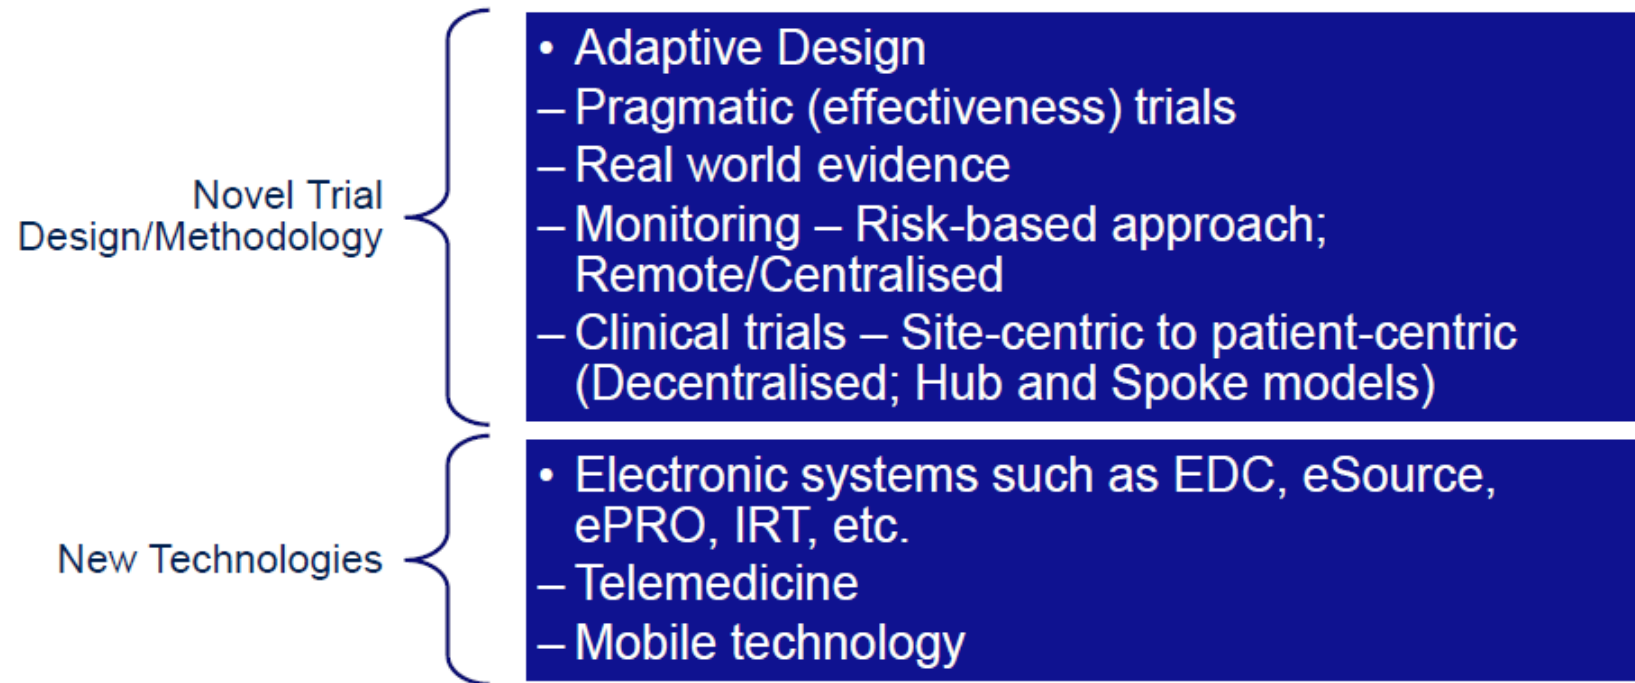 Novel Trial
Design/Methodology
• Adaptive Design
– Pragmatic (effectiveness) trials
– Real world evidence
– Monitoring – Risk-based approach;
Remote/Centralised
– Clinical trials – Site-centric to patient-centric
(Decentralised; Hub and Spoke models)
New Technologies
• Electronic systems such as EDC, eSource,
ePRO, IRT, etc.
– Telemedicine
– Mobile technology